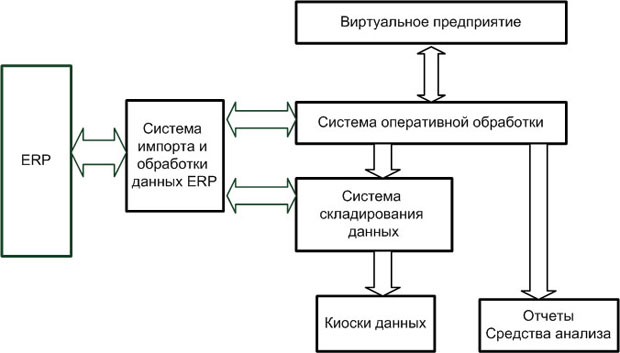 Виртуальное предприятие
ERP
Система
импорта и
обработки
данных ERP
Система оперативной обработки
Система
складирования
данных
Киоски данных
Отчеты
Средства анализа